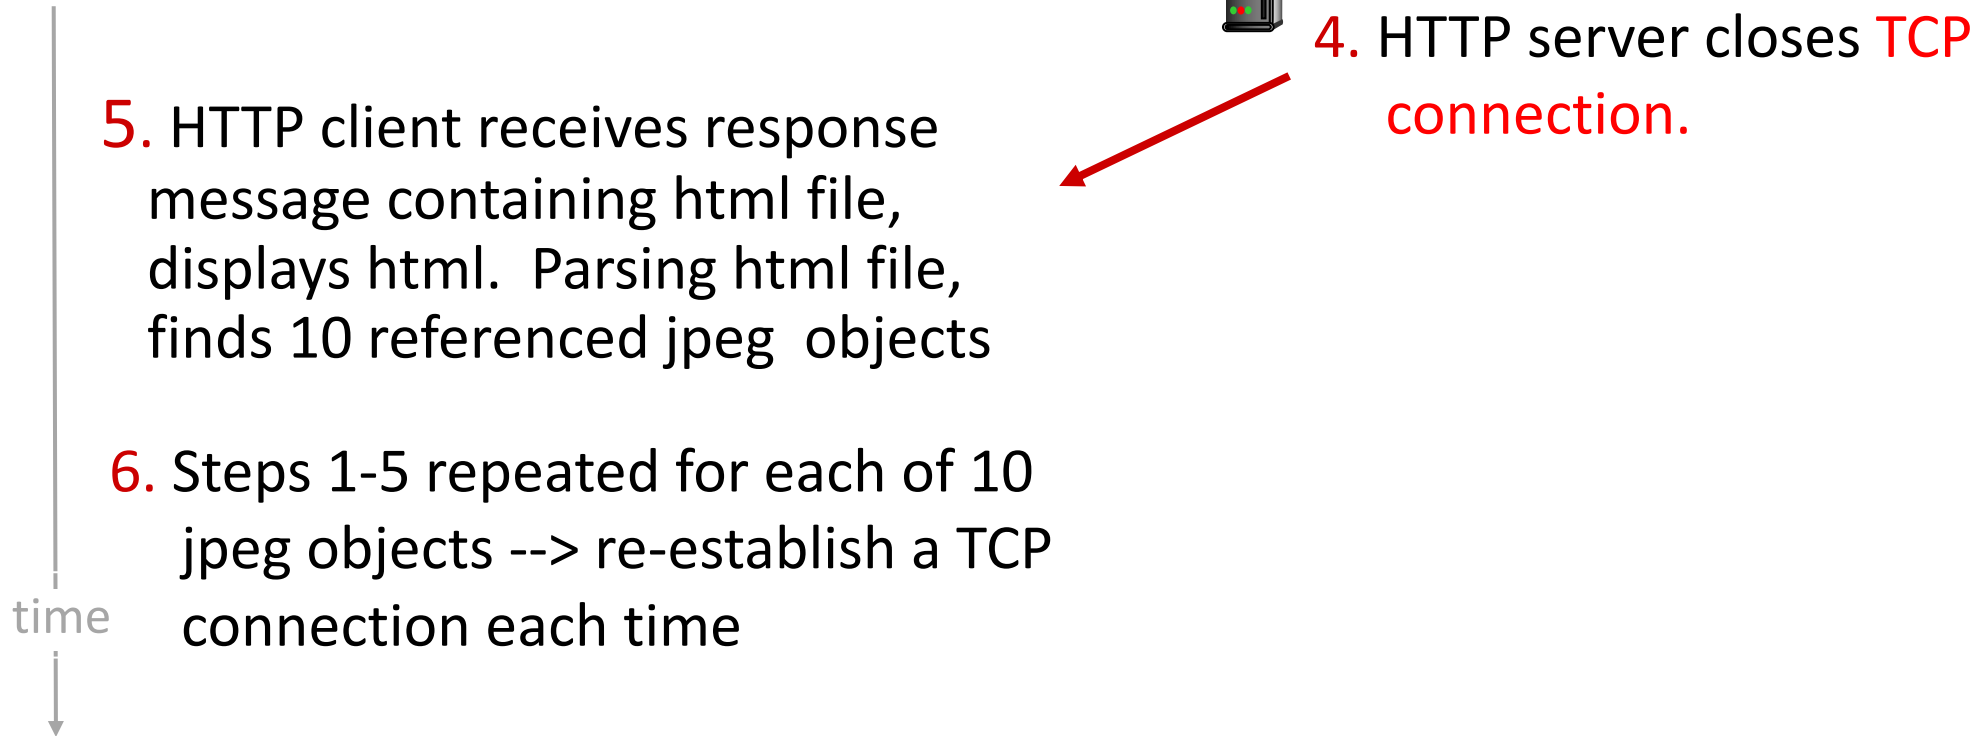 4. HTTP server closes TCP
connection.
5. HTTP client receives response
message containing html file,
displays html.  Parsing html file,
finds 10 referenced jpeg  objects
6. Steps 1-5 repeated for each of 10
jpeg objects --> re-establish a TCP
connection each time
time